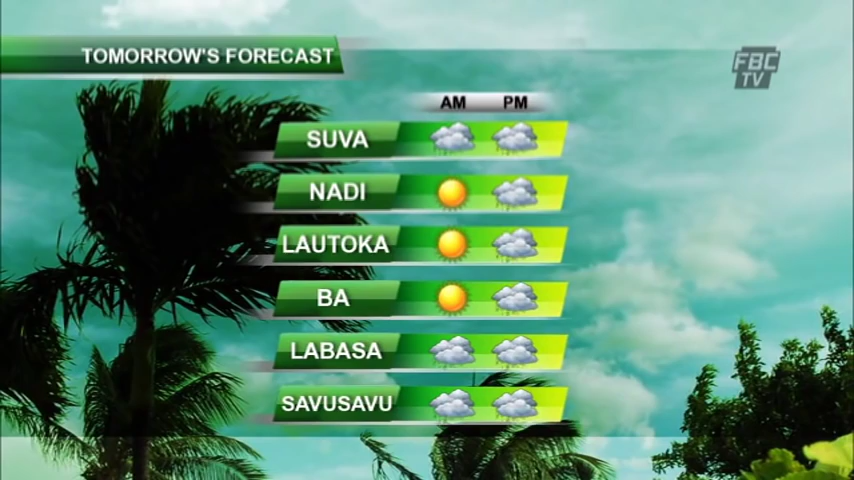 TOMORROW'S FORECAST
FBC
TV
AM PM
SUVA
NADI
LAUTOKA
BA
LABASA
SAVUSAVU